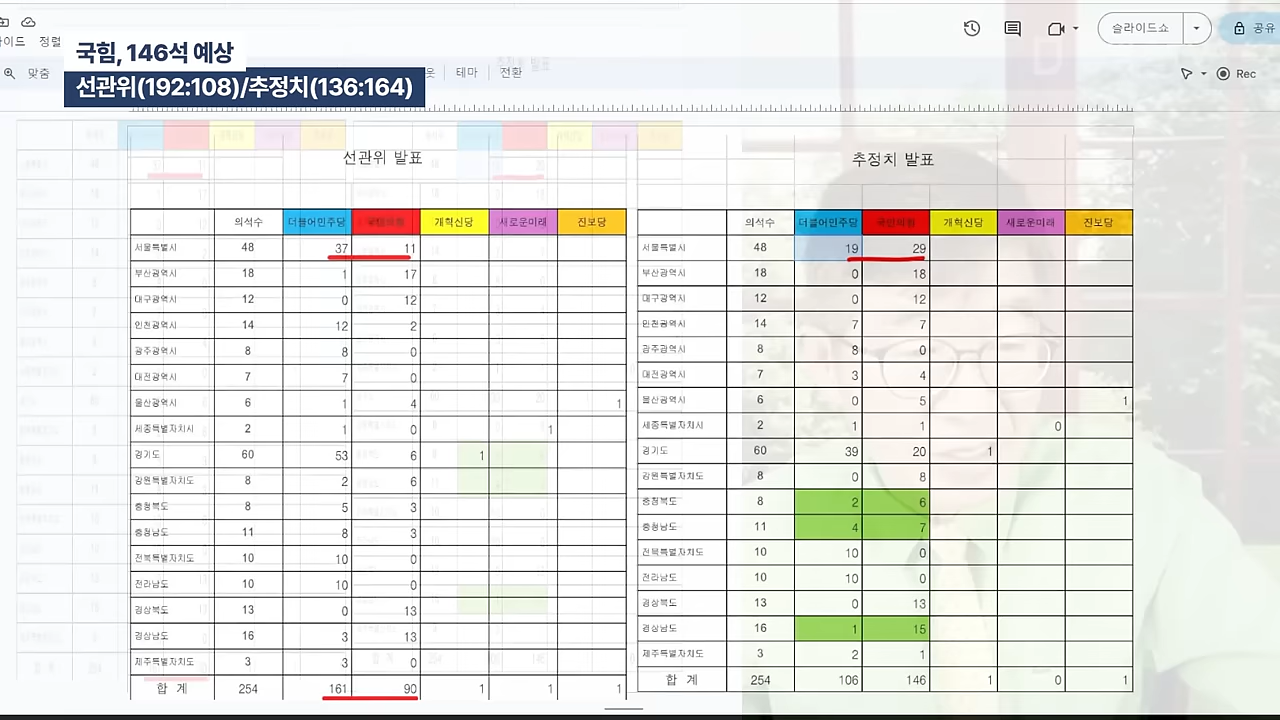 슬라이드쇼
공유
이드 정렬
국힘, 146석 예상
맞춤
테마
전환
Rec
선관위(192:108)/추정치(136:164)
선관위 발표
의석수 더불어민주당 개혁신당 새로운미래 진보당
서울특별시 48 37 11
부산광역시 18 1 17
대구광역시 12 0 12
인천광역시 14 12 2
광주광역시 8 8 0
대전광역시 7 7 0
울산광역시 6 1 4 1
세종특별자치시 2 1 0 1
경기도 60 53 6 1
강원특별자치도 8 2 6
충청북도 8 5 3
충청남도 11 8 3
전북특별자치도 10 10 0
전라남도 10 10 0
경상북도 13 0 13
경상남도 16 3 13
제주특별자치도 3 3 0
합 계 254 161 90 1 1 1
추정치 발표
의석수 더불어민주당 국민의힘 개혁신당 새로운미래 진보당
서울특별시 48 19 29
부산광역시 18 0 18
대구광역시 12 0 12
인천광역시 14 7 7
광주광역시 8 8 0
대전광역시 7 3 4
울산광역시 6 0 5 1
세종특별자치시 2 1 1 0
경기도 60 39 20 1
강원특별자치도 8 0 8
충청북도 8 2 6
충청남도 11 4 7
전북특별자치도 10 10 0
전라남도 10 10 0
경상북도 13 0 13
경상남도 16 1 15
제주특별자치도 3 2 1
합 계 254 106 146 1 0 1